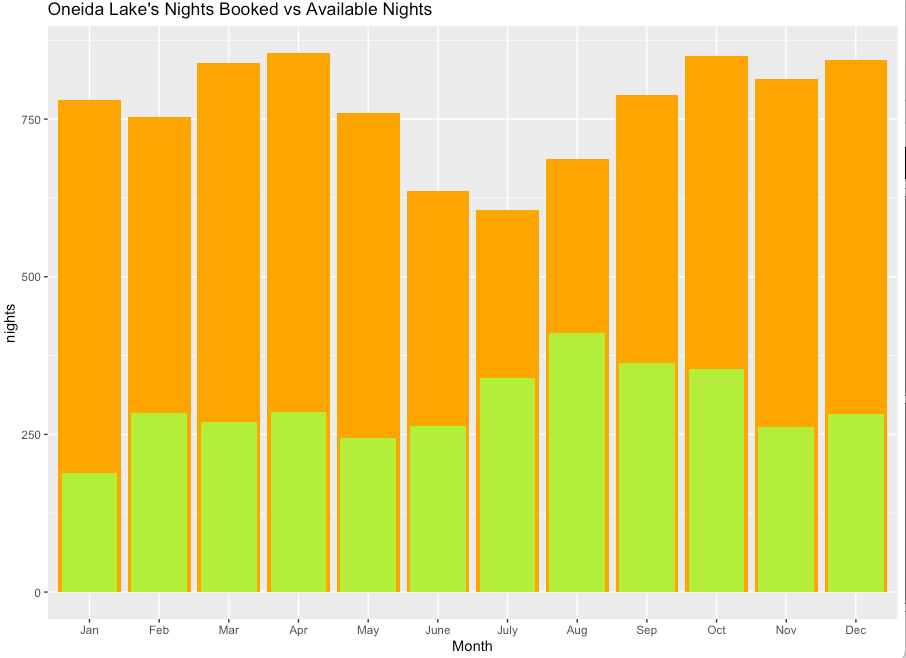 Oneida Lake's Nights Booked vs Available Nights
nights
750
500
250
0
Jan Feb Mar Apr May June July Aug Sep Oct Nov Dec
Month